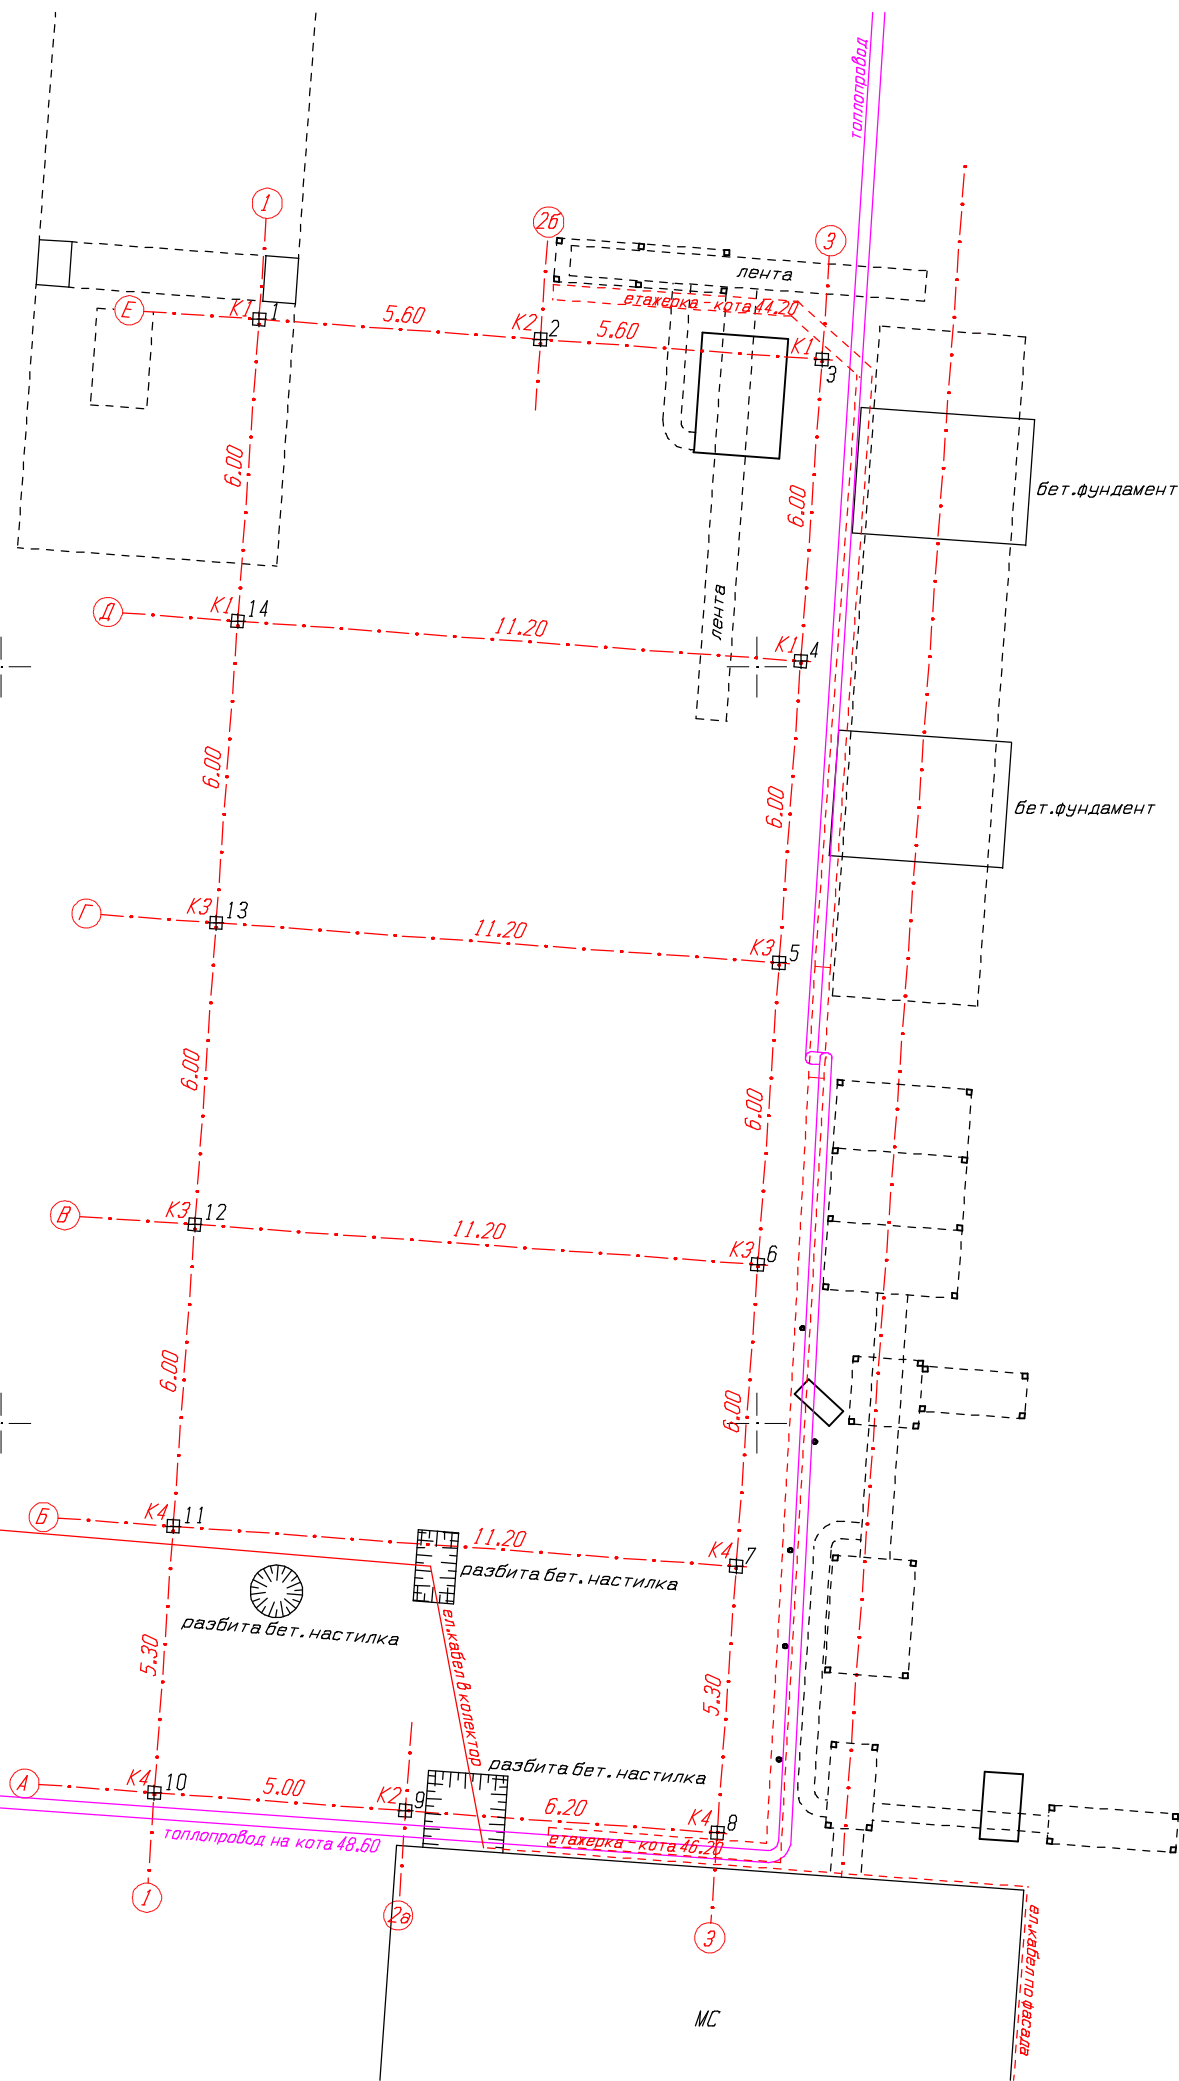 топлопровод
1
2б
3
лента
етажерка - кота 44.20
Е
К1
1
5.60
К2
2
5.60
К1
3
6.00
6.00
бет.фундамент
лента
Д
К1
14
11.20
К1
4
6.00
6.00
бет.фундамент
Г
К3
13
11.20
К3
5
6.00
6.00
В
К3
12
11.20
К3
6
6.00
6.00
Б
К4
11
11.20
К4
7
разбита бет. настилка
разбита бет. настилка
ел.кабел в колектор
5.30
5.30
разбита бет. настилка
А
К4
10
5.00
К2
9
6.20
К4
8
топлопровод на кота 48.60
етажерка - кота 46.20
1
2а
3
ел.кабел по фасада
МС